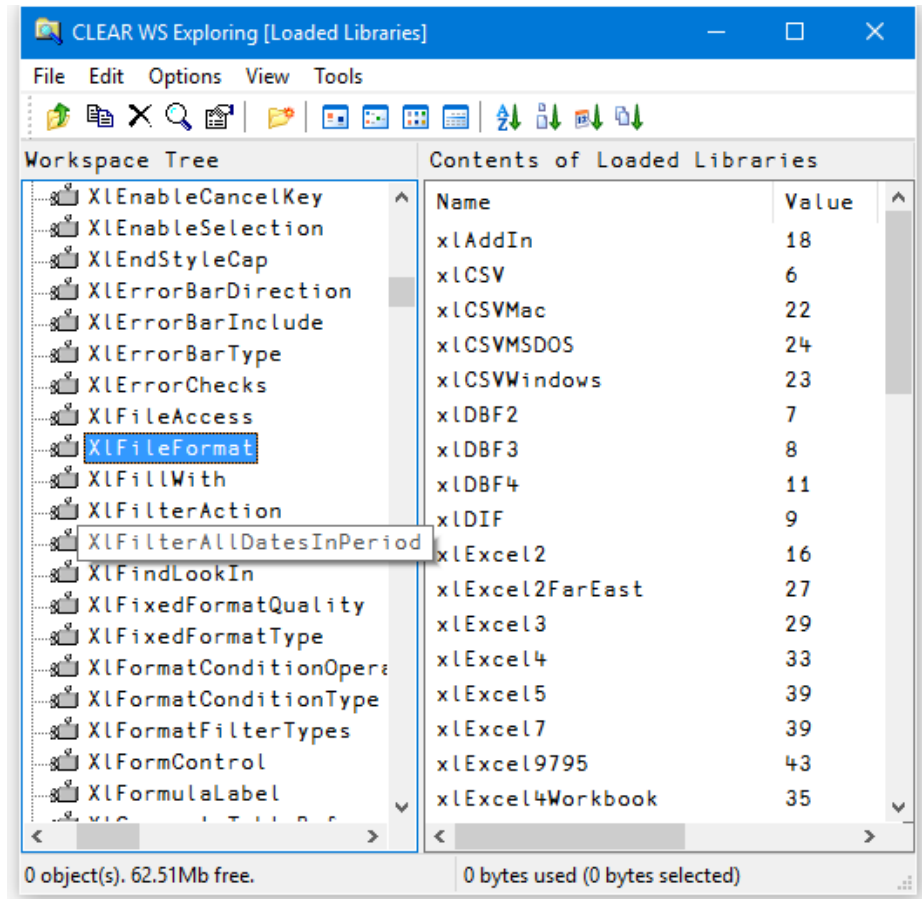 CLEAR WS Exploring [Loaded Libraries]
File Edit Options View Tools
Workspace Tree
XlEnableCancelKey
XlEnableSelection
XlEndStyleCap
XlErrorBarDirection
XlErrorBarInclude
XlErrorBarType
XlErrorChecks
XlFileAccess
XlFileFormat
XlFillWith
XlFilterAction
XlFilterAllDatesInPeriod
XlFindLookIn
XlFixedFormatQuality
XlFixedFormatType
XlFormatConditionOpera
XlFormatConditionType
XlFormatFilterTypes
XlFormControl
XlFormulaLabel
Contents of Loaded Libraries
Name Value
xlAddIn 18
xlCSV 6
xlCSVMac 22
xlCSVMSDOS 24
xlCSVWindows 23
xlDBF2 7
xlDBF3 8
xlDBF4 11
xlDIF 9
xlExcel2 16
xlExcel2FarEast 27
xlExcel3 29
xlExcel4 33
xlExcel5 39
xlExcel7 39
xlExcel9795 43
xlExcel4Workbook 35
0 object(s). 62.51Mb free.
0 bytes used (0 bytes selected)